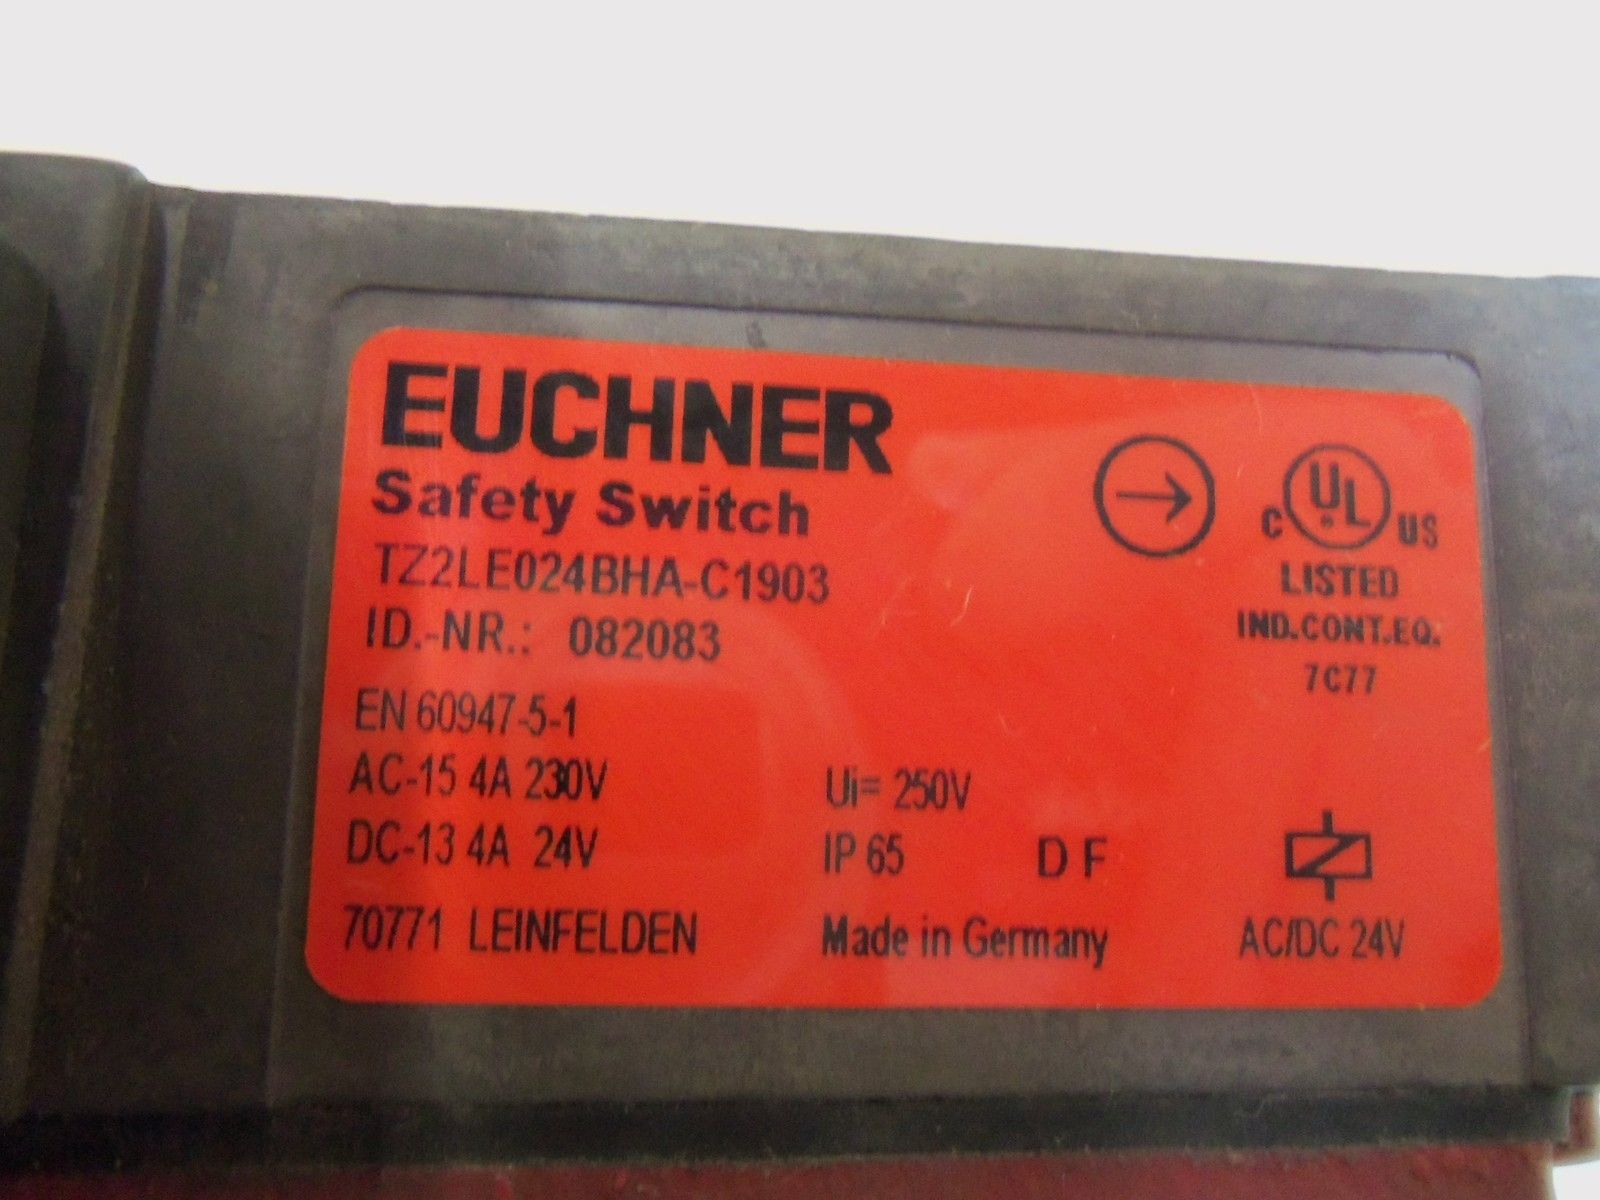 EUCHNER
Safety Switch
TZ2LE024BHA-C1903
ID.-NR.: 082083
EN 60947-5-1
AC-15 4A 230V
DC-13 4A 24V
70771 LEINFELDEN
Ui= 250V
IP 65 D F
Made in Germany
C UL US
LISTED
IND.CONT.EQ.
7C77
AC/DC 24V